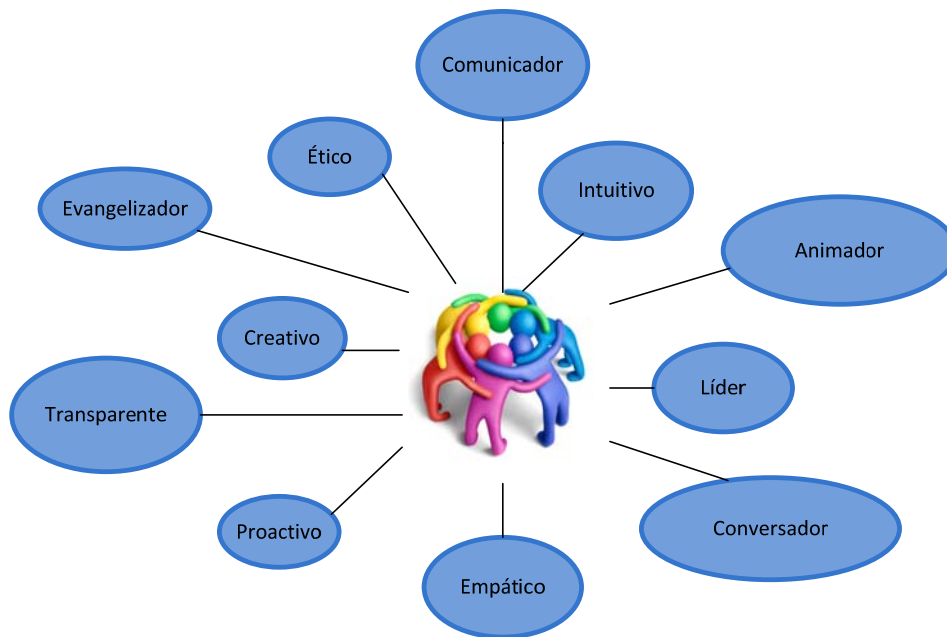 Comunicador
Ético
Intuitivo
Evangelizador
Animador
Creativo
Líder
Transparente
Conversador
Proactivo
Empático